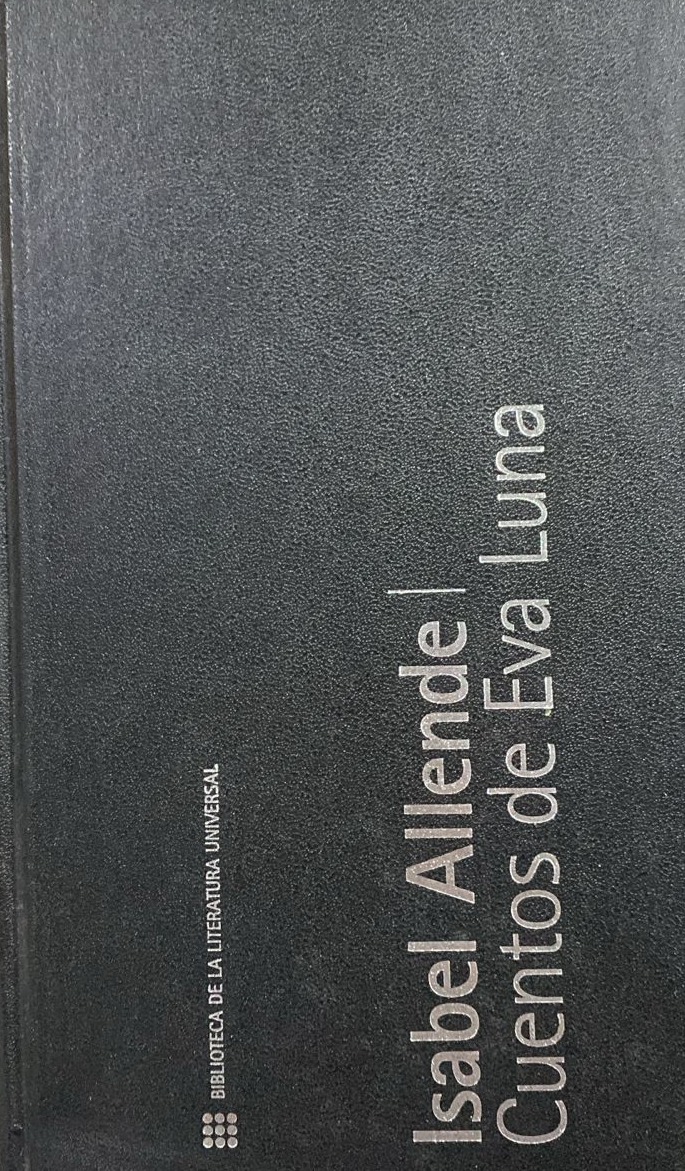 BIBLIOTECA DE LA LITERATURA UNIVERSAL
Isabel Allende |
Cuentos de Eva Luna